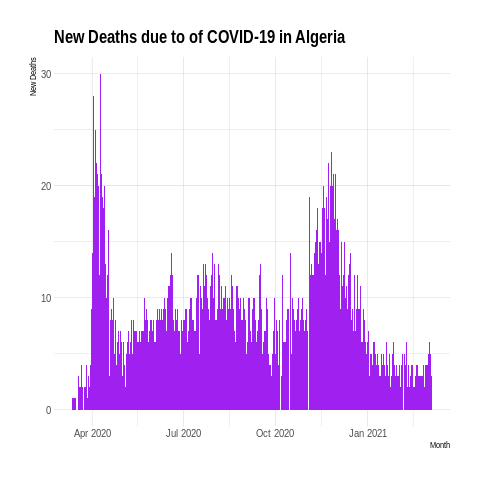 New Deaths due to of COVID-19 in Algeria
New Deaths
30
20
10
0
Apr 2020
Jul 2020
Oct 2020
Jan 2021
Month